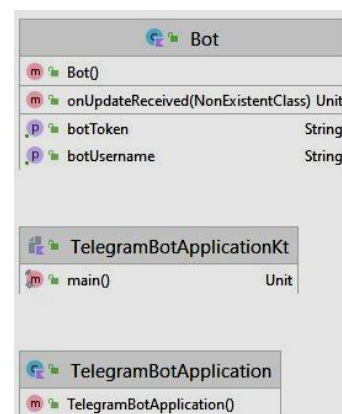 Bot
Bot()
onUpdateReceived(NonExistentClass) Unit
botToken String
botUsername String
TelegramBotApplicationKt
main() Unit
TelegramBotApplication
TelegramBotApplication()